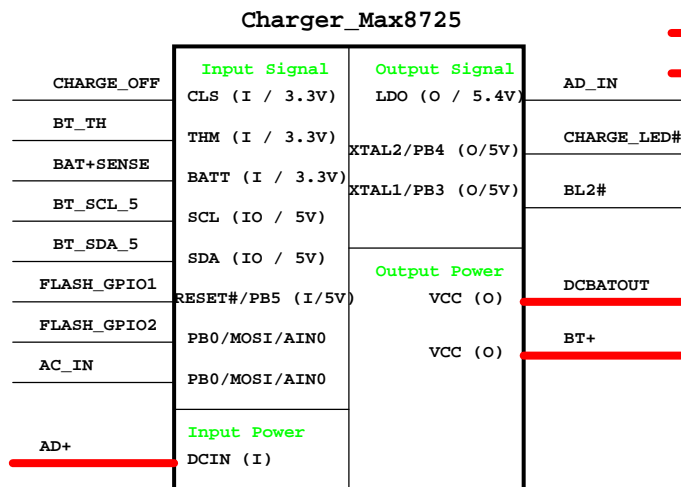 Charger_Max8725
Input Signal
Output Signal
CHARGE_OFF
CLS (I / 3.3V)
LDO (O / 5.4V)
AD_IN
BT_TH
THM (I / 3.3V)
XTAL2/PB4 (O/5V)
CHARGE_LED#
BAT+SENSE
BATT (I / 3.3V)
XTAL1/PB3 (O/5V)
BL2#
BT_SCL_5
SCL (IO / 5V)
BT_SDA_5
SDA (IO / 5V)
Output Power
FLASH_GPIO1
RESET#/PB5 (I/5V)
VCC (O)
DCBATOUT
FLASH_GPIO2
PB0/MOSI/AIN0
VCC (O)
BT+
AC_IN
PB0/MOSI/AIN0
Input Power
AD+
DCIN (I)